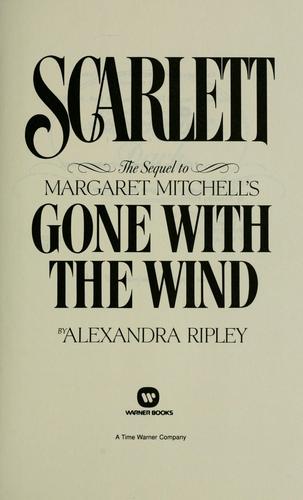 SCARLETT
The Sequel to
MARGARET MITCHELL'S
GONE WITH
THE WIND
BY ALEXANDRA RIPLEY
WARNER BOOKS
A Time Warner Company